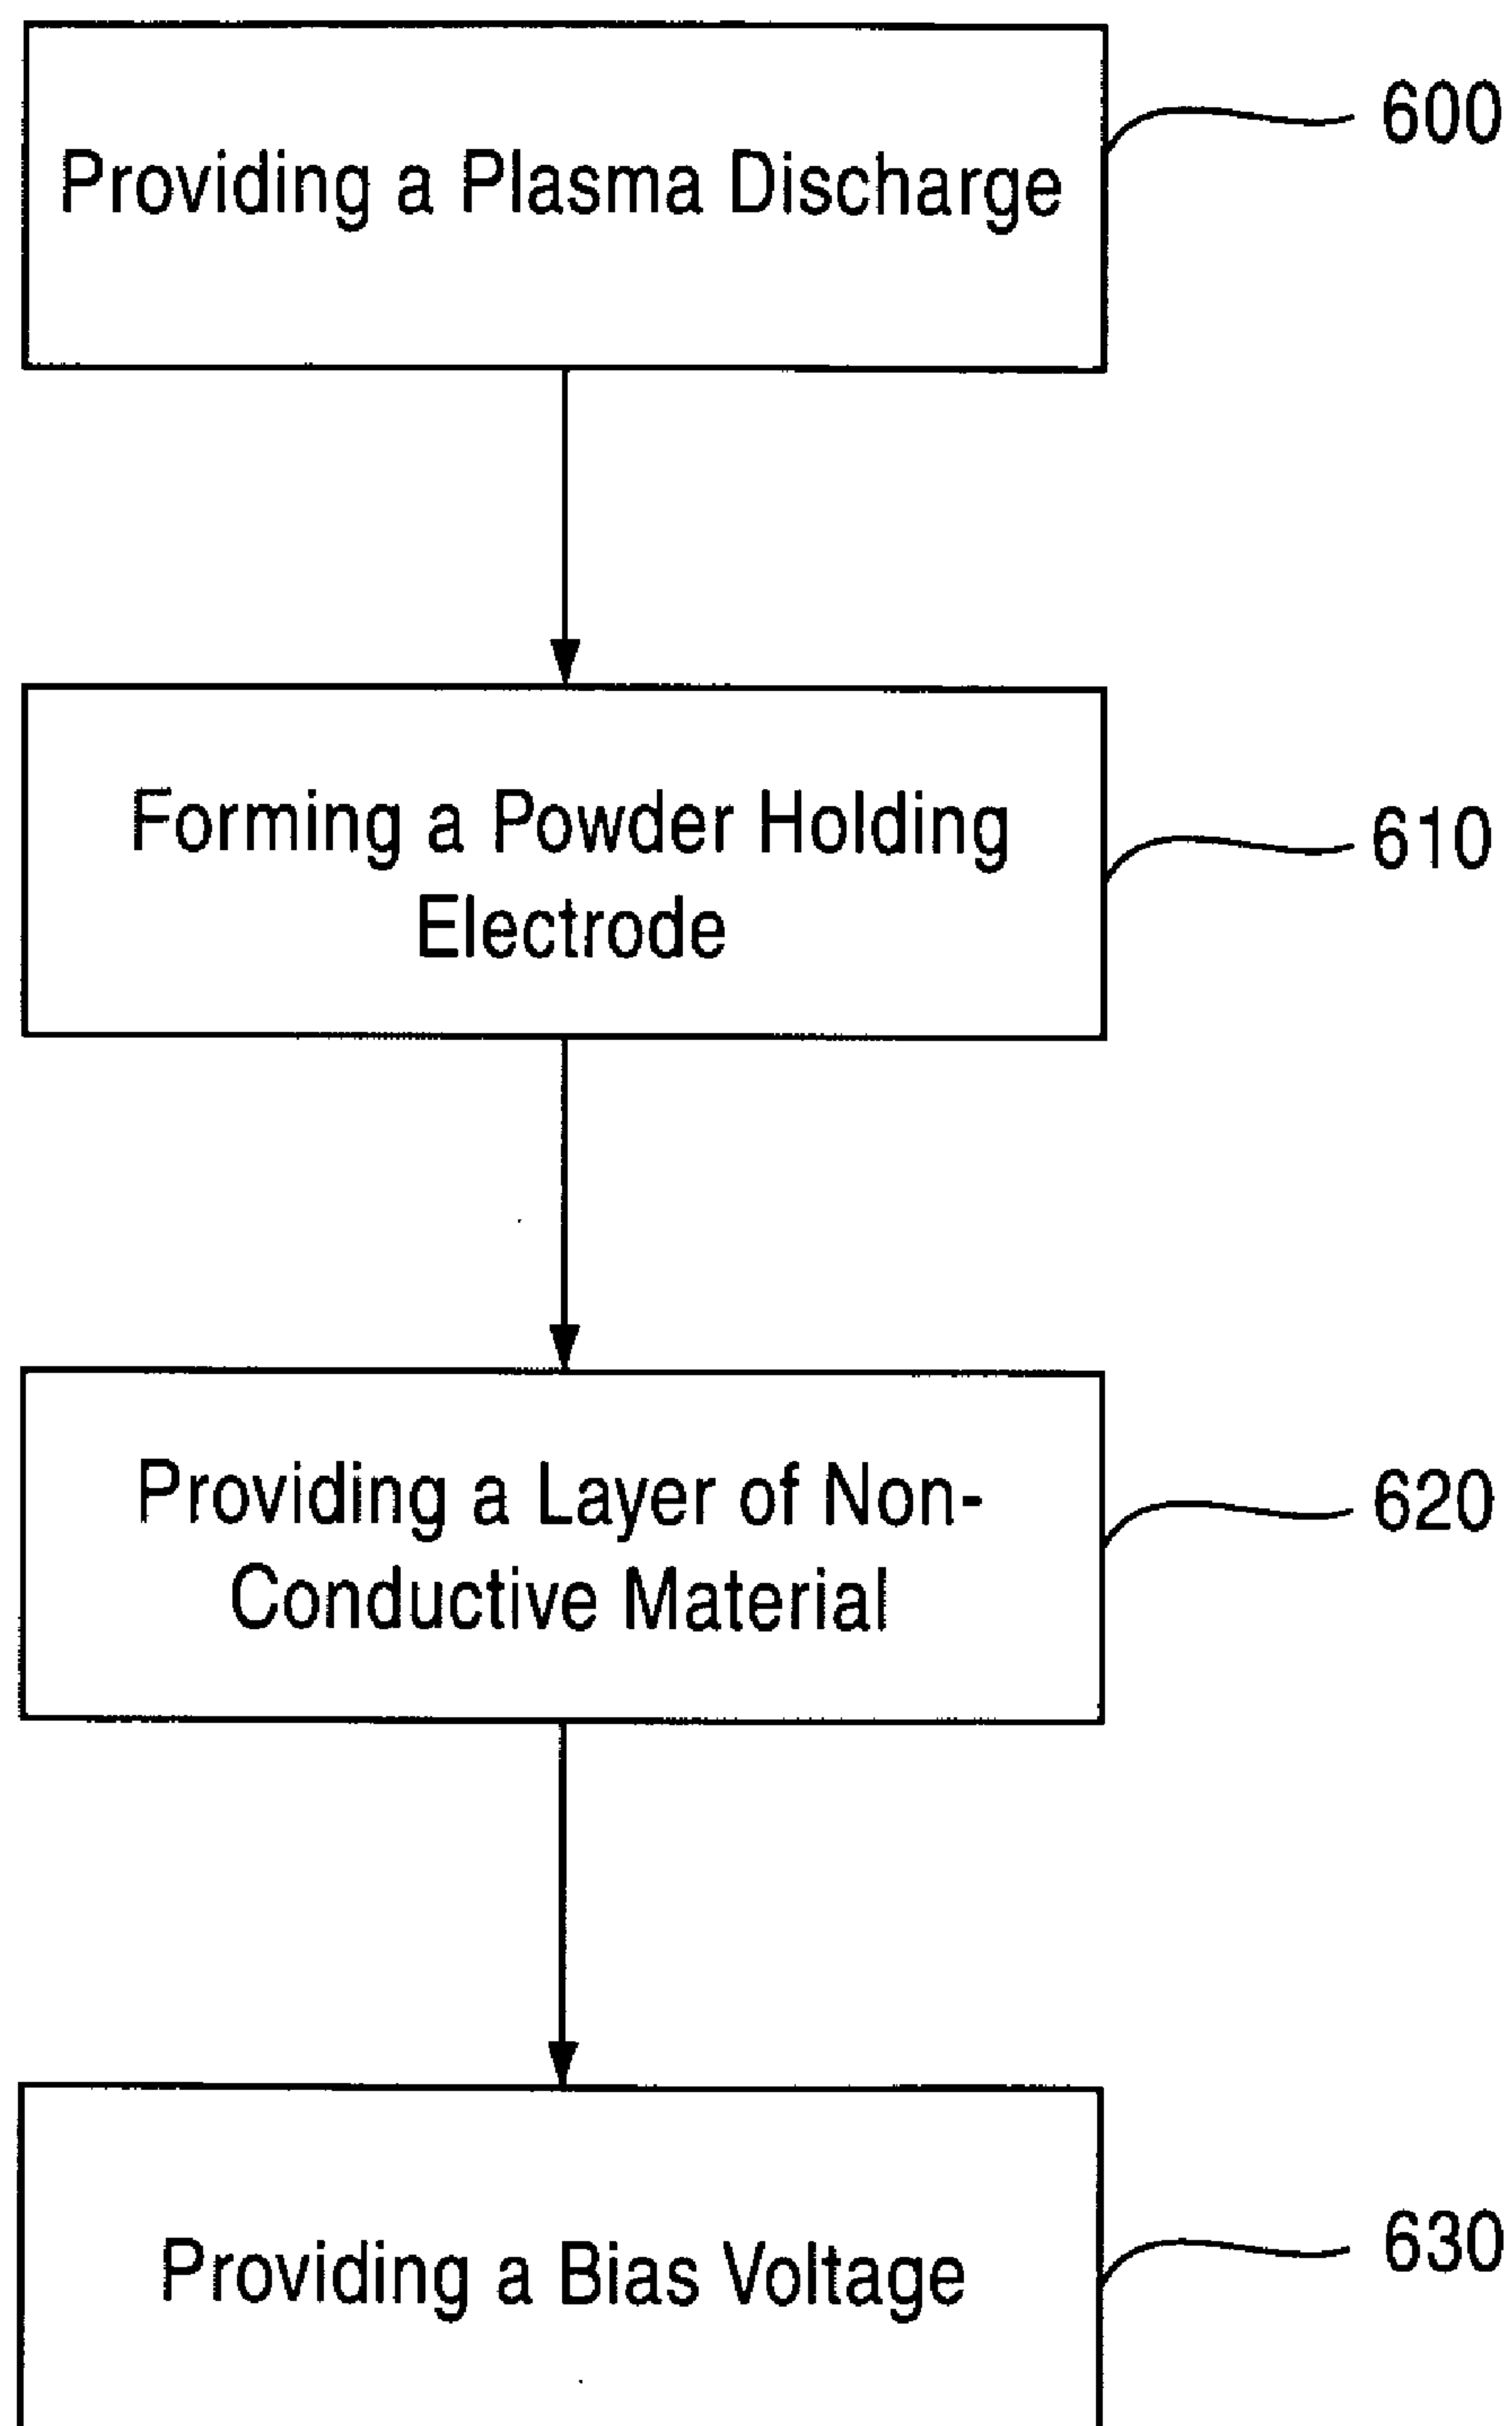 Providing a Plasma Discharge
600
Forming a Powder Holding
Electrode
610
Providing a Layer of Non-
Conductive Material
620
Providing a Bias Voltage
630